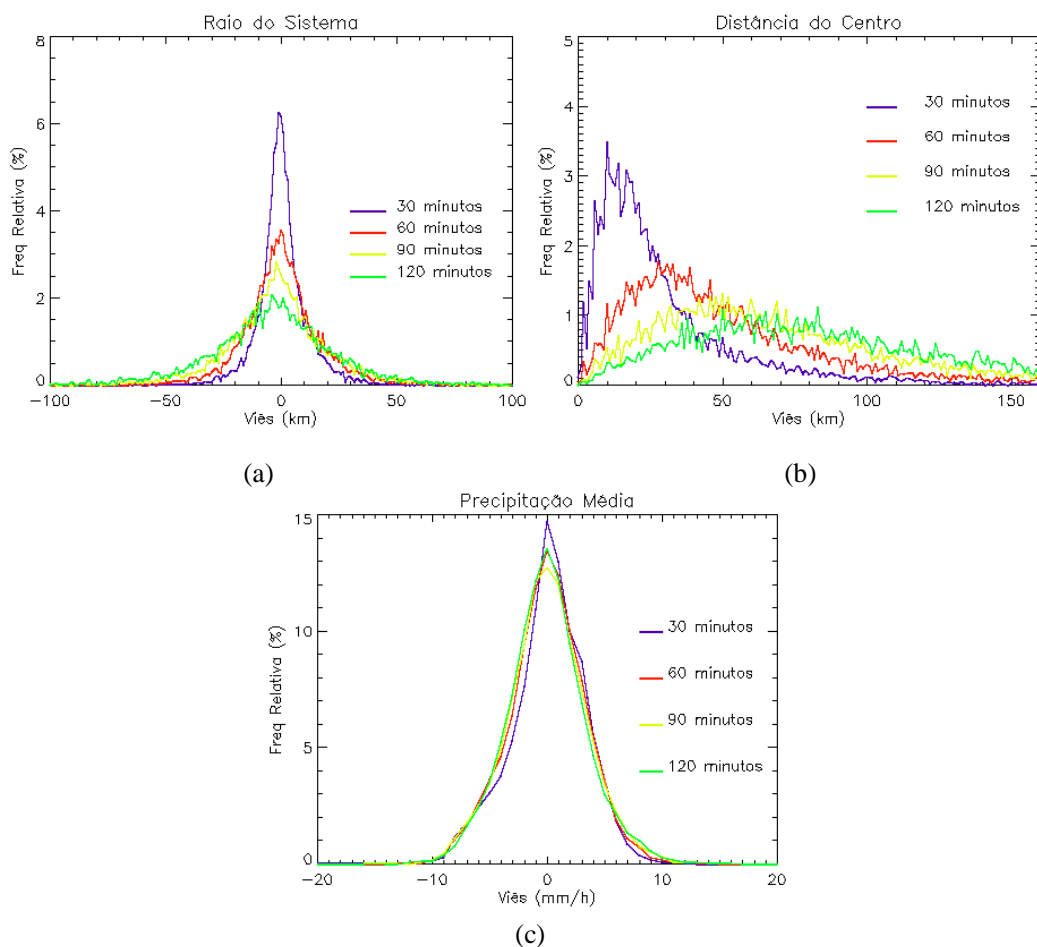 Raio do Sistema
8
6
4
2
0
Freq Relativa (%)
30 minutos
60 minutos
90 minutos
120 minutos
−100
−50
0
50
100
Viês (km)
(a)
Distância do Centro
5
4
3
2
1
0
Freq Relativa (%)
30 minutos
60 minutos
90 minutos
120 minutos
0
50
100
150
Viês (km)
(b)
Precipitação Média
15
10
5
0
Freq Relativa (%)
30 minutos
60 minutos
90 minutos
120 minutos
−20
−10
0
10
20
Viês (mm/h)
(c)